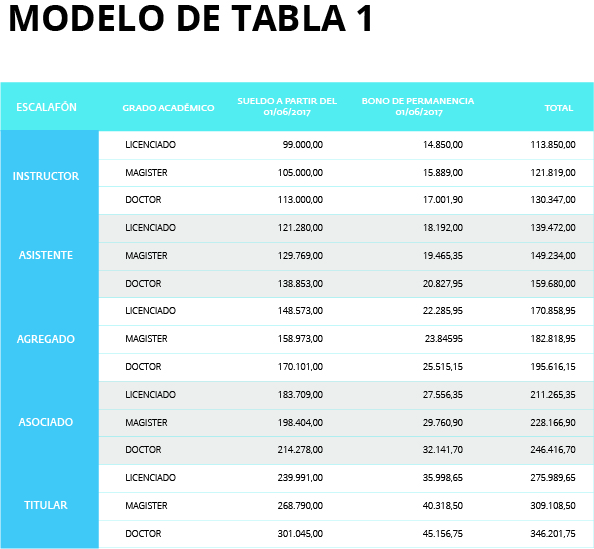 MODELO DE TABLA 1
ESCALAFÓN GRADO ACADÉMICO SUELDO A PARTIR DEL 01/06/2017 BONO DE PERMANENCIA 01/06/2017 TOTAL
INSTRUCTOR
LICENCIADO 99.000,00 14.850,00 113.850,00
MAGISTER 105.000,00 15.889,00 121.819,00
DOCTOR 113.000,00 17.001,90 130.347,00
ASISTENTE
LICENCIADO 121.280,00 18.192,00 139.472,00
MAGISTER 129.769,00 19.465,35 149.234,00
DOCTOR 138.853,00 20.827,95 159.680,00
AGREGADO
LICENCIADO 148.573,00 22.285,95 170.858,95
MAGISTER 158.973,00 23.84595 182.818,95
DOCTOR 170.101,00 25.515,15 195.616,15
ASOCIADO
LICENCIADO 183.709,00 27.556,35 211.265,35
MAGISTER 198.404,00 29.760,90 228.166,90
DOCTOR 214.278,00 32.141,70 246.416,70
TITULAR
LICENCIADO 239.991,00 35.998,65 275.989,65
MAGISTER 268.790,00 40.318,50 309.108,50
DOCTOR 301.045,00 45.156,75 346.201,75